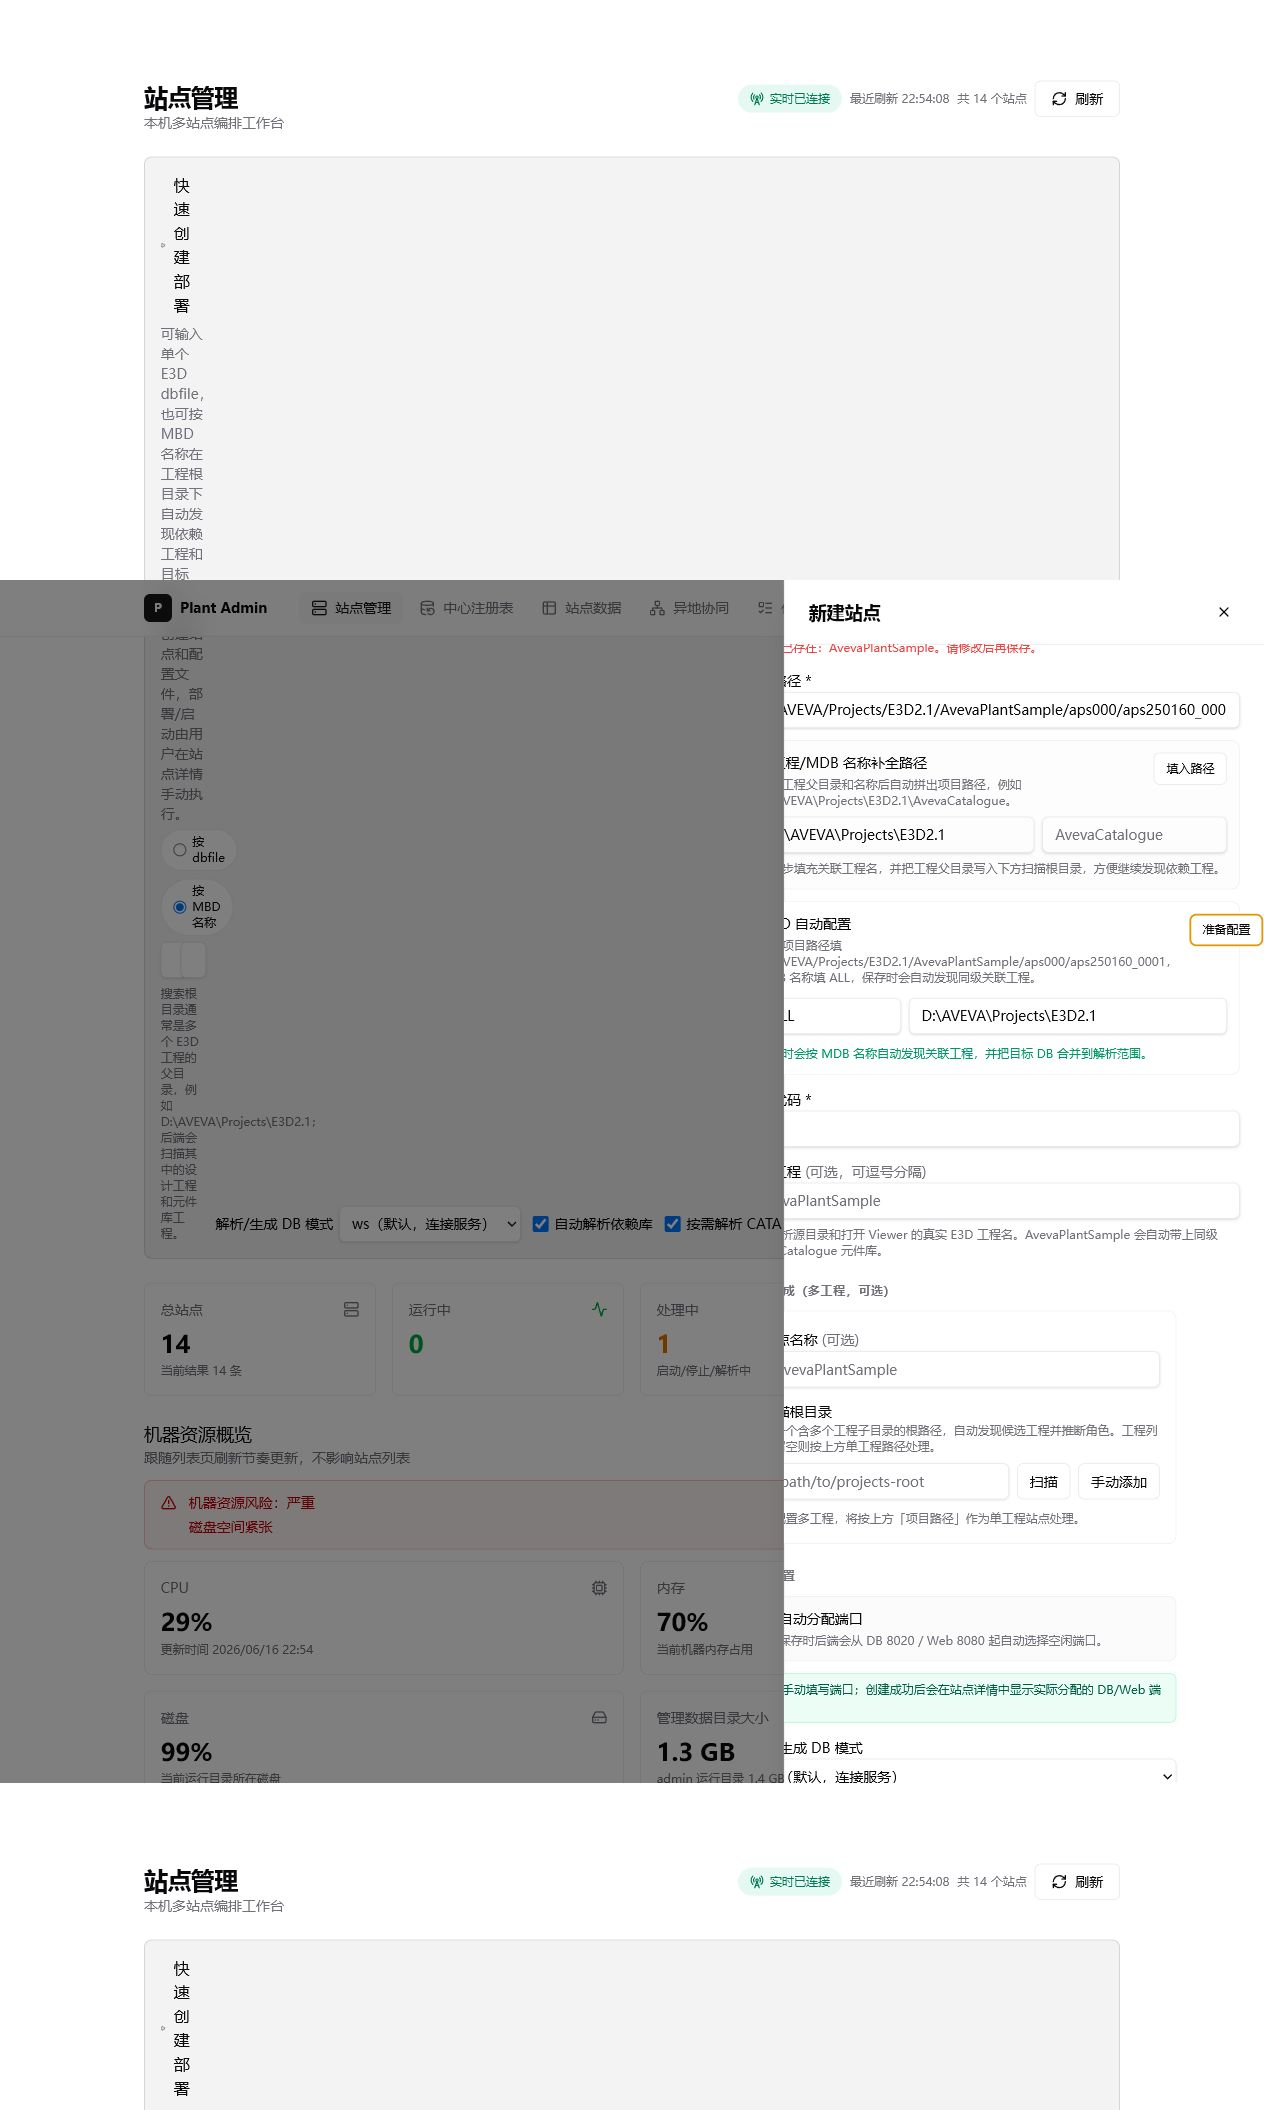 站点管理
本机多站点编排工作台
实时已连接
最近刷新 22:54:08
共 14 个站点
刷新
快
速
创
建
部
署
可输入
单个
E3D
dbfile，
也可按
MBD
名称在
工程根
目录下
自动发
现依赖
工程和
目标
P
Plant Admin
站点管理
中心注册表
站点数据
异地协同
点和配
置文
件，部
署/启
动由用
户在站
点详情
手动执
行。
按
dbfile
按
MBD
名称
搜索根
目录通
常是多
个 E3D
工程的
父目
录，例
如
D:\AVEVA\Projects\E3D2.1；
后端会
扫描其
中的设
计工程
和元件
库工
程。
解析/生成 DB 模式
ws（默认，连接服务）
自动解析依赖库
按需解析 CATA
总站点
14
当前结果 14 条
运行中
0
处理中
1
启动/停止/解析中
机器资源概览
跟随列表页刷新节奏更新，不影响站点列表
机器资源风险：严重
磁盘空间紧张
CPU
29%
更新时间 2026/06/16 22:54
内存
70%
当前机器内存占用
磁盘
99%
当前运行目录所在磁盘
管理数据目录大小
1.3 GB
admin 运行目录 1.4 GB
新建站点
已存在：AvevaPlantSample。请修改后再保存。
径 *
AVEVA/Projects/E3D2.1/AvevaPlantSample/aps000/aps250160_000
程/MDB 名称补全路径
工程父目录和名称后自动拼出项目路径，例如
VEVA\Projects\E3D2.1\AvevaCatalogue。
填入路径
\AVEVA\Projects\E3D2.1
AvevaCatalogue
步填充关联工程名，并把工程父目录写入下方扫描根目录，方便继续发现依赖工程。
自动配置
项目路径填
VEVA/Projects/E3D2.1/AvevaPlantSample/aps000/aps250160_0001，
名称填 ALL，保存时会自动发现同级关联工程。
准备配置
LL
D:\AVEVA\Projects\E3D2.1
时会按 MDB 名称自动发现关联工程，并把目标 DB 合并到解析范围。
代码 *
工程 (可选，可逗号分隔)
vaPlantSample
析源目录和打开 Viewer 的真实 E3D 工程名。AvevaPlantSample 会自动带上同级
Catalogue 元件库。
成（多工程，可选）
点名称 (可选)
vevaPlantSample
描根目录
个含多个工程子目录的根路径，自动发现候选工程并推断角色。工程列
空则按上方单工程路径处理。
path/to/projects-root
扫描
手动添加
置多工程，将按上方「项目路径」作为单工程站点处理。
置
自动分配端口
保存时后端会从 DB 8020 / Web 8080 起自动选择空闲端口。
手动填写端口；创建成功后会在站点详情中显示实际分配的 DB/Web 端
生成 DB 模式
（默认，连接服务）
站点管理
本机多站点编排工作台
实时已连接
最近刷新 22:54:08
共 14 个站点
刷新
快
速
创
建
部
署